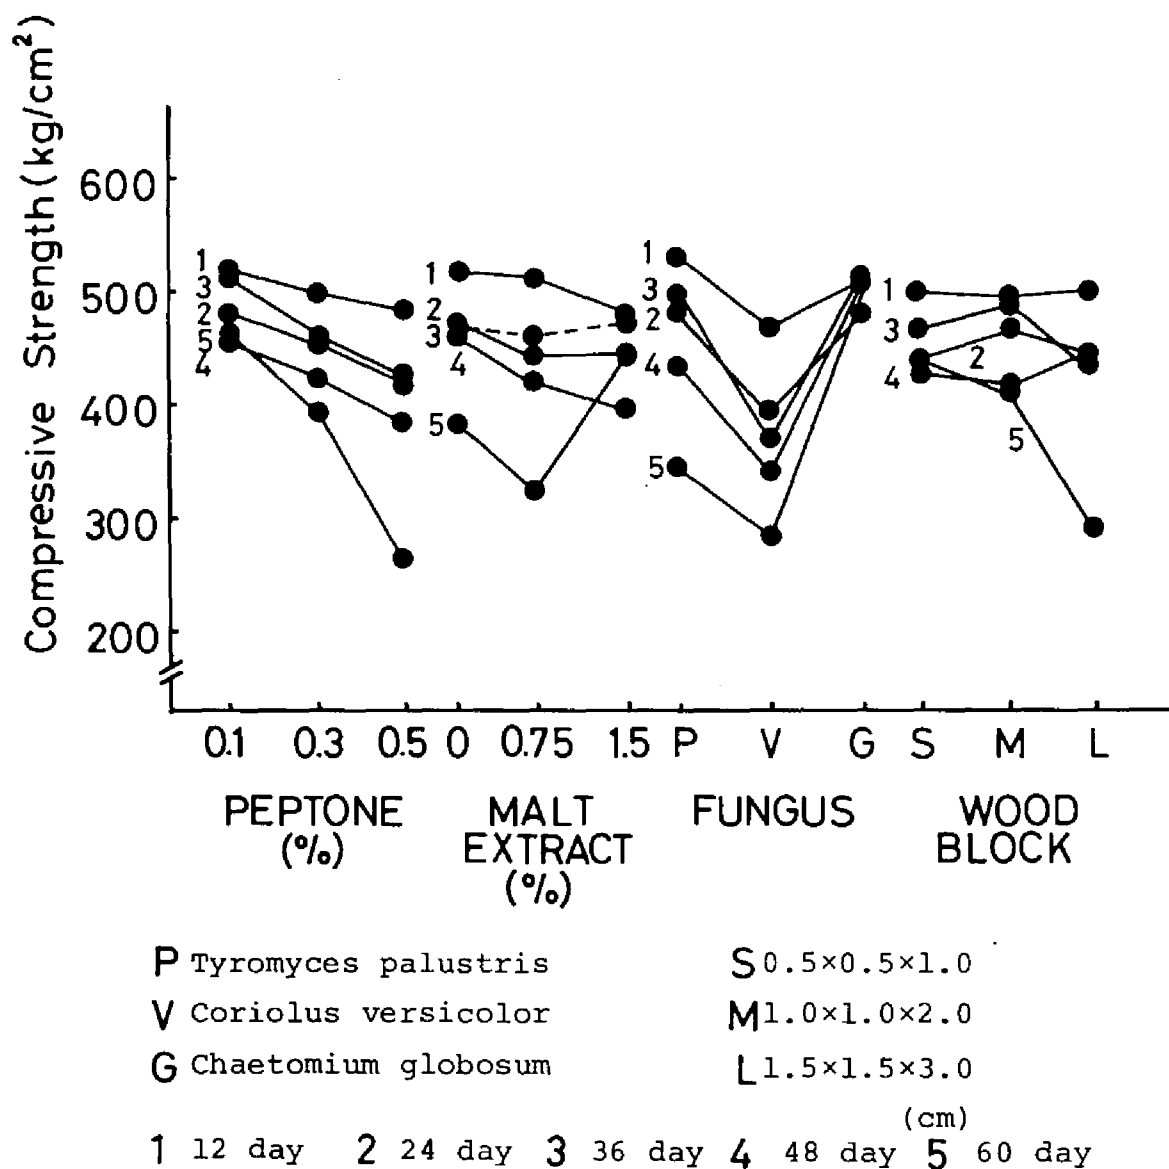 Compressive Strength (kg/cm²)
600
500
400
300
200
1
3
2
5
4
1
2
3
4
5
1
3
2
4
5
1
3
2
4
5
0.1 0.3 0.5 0 0.75 1.5 P V G S M L
PEPTONE (%)
MALT EXTRACT (%)
FUNGUS
WOOD BLOCK
P Tyromyces palustris
V Coriolus versicolor
G Chaetomium globosum
S 0.5×0.5×1.0
M 1.0×1.0×2.0
L 1.5×1.5×3.0
(cm)
1 12 day 2 24 day 3 36 day 4 48 day 5 60 day